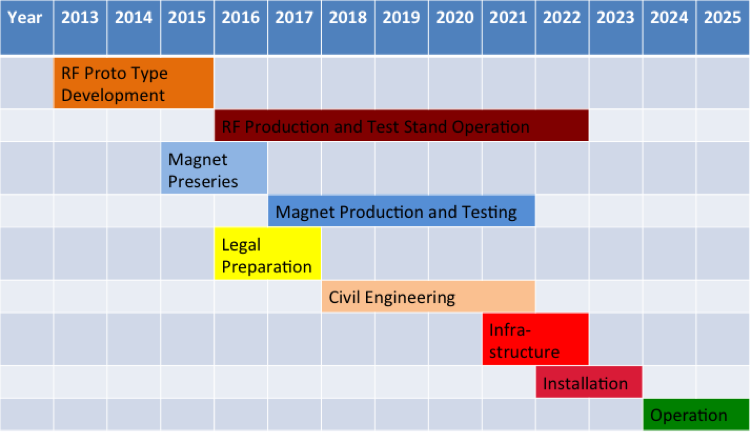 Year 2013 2014 2015 2016 2017 2018 2019 2020 2021 2022 2023 2024 2025
RF Proto Type
Development
RF Production and Test Stand Operation
Magnet
Preseries
Magnet Production and Testing
Legal
Preparation
Civil Engineering
Infra-
structure
Installation
Operation